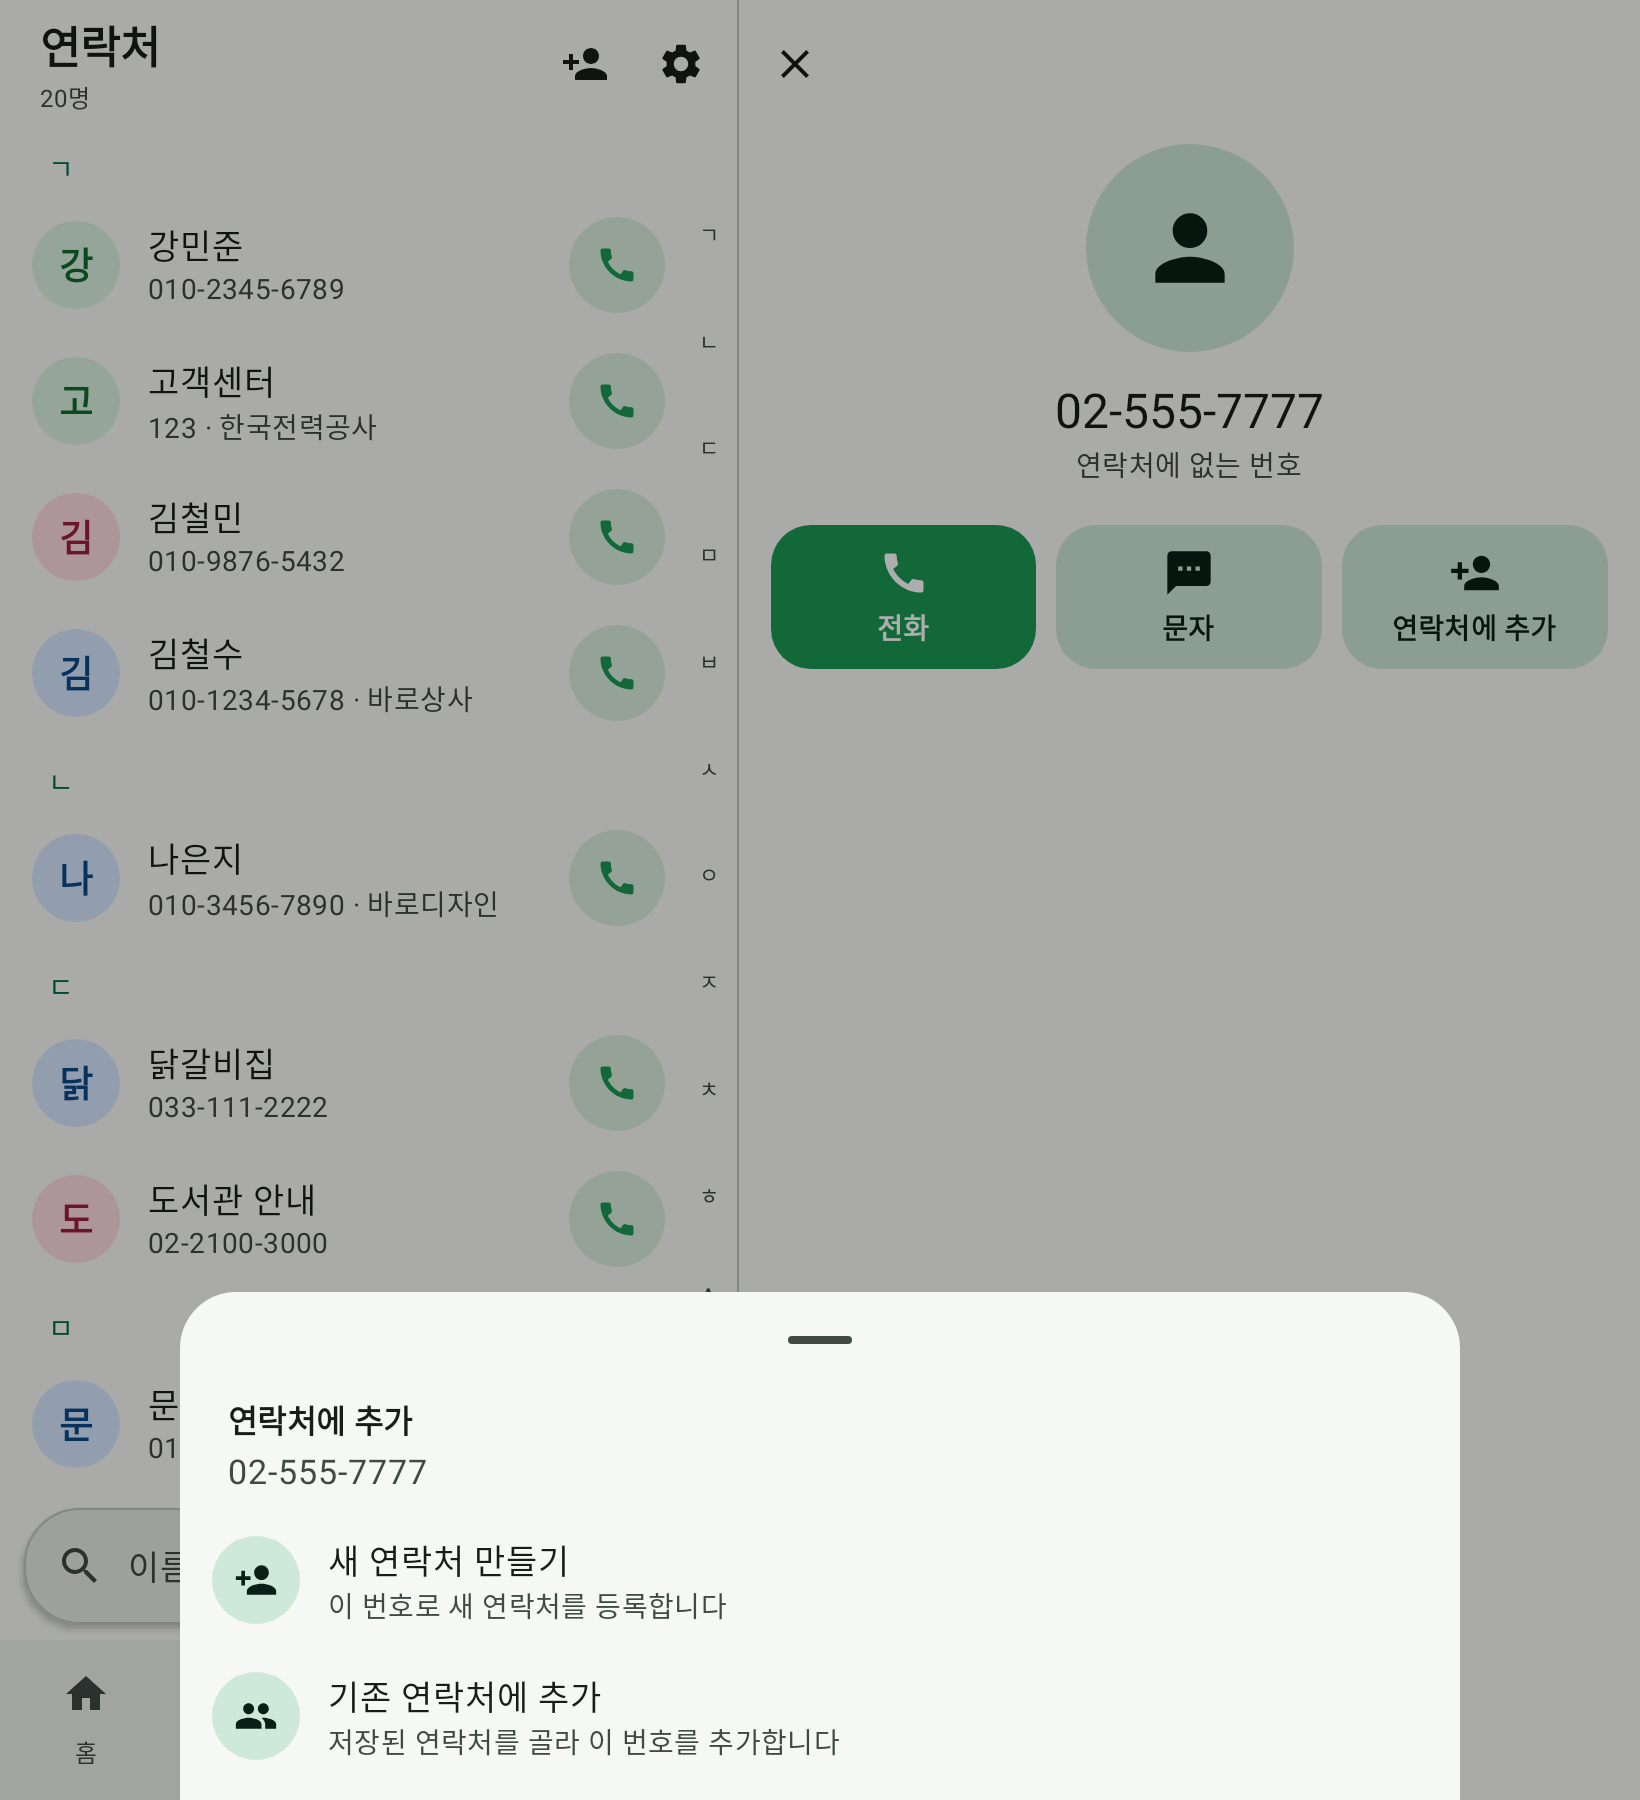 연락처
20명
ㄱ
강
강민준
010-2345-6789
고
고객센터
123 · 한국전력공사
김
김철민
010-9876-5432
김
김철수
010-1234-5678 · 바로상사
ㄴ
나
나은지
010-3456-7890 · 바로디자인
ㄷ
닭
닭갈비집
033-111-2222
도
도서관 안내
02-2100-3000
ㅁ
문
문
01
이름
홈
ㄱ
ㄴ
ㄷ
ㅁ
ㅂ
ㅅ
ㅇ
ㅈ
ㅊ
ㅎ
02-555-7777
연락처에 없는 번호
전화
문자
연락처에 추가
연락처에 추가
02-555-7777
새 연락처 만들기
이 번호로 새 연락처를 등록합니다
기존 연락처에 추가
저장된 연락처를 골라 이 번호를 추가합니다